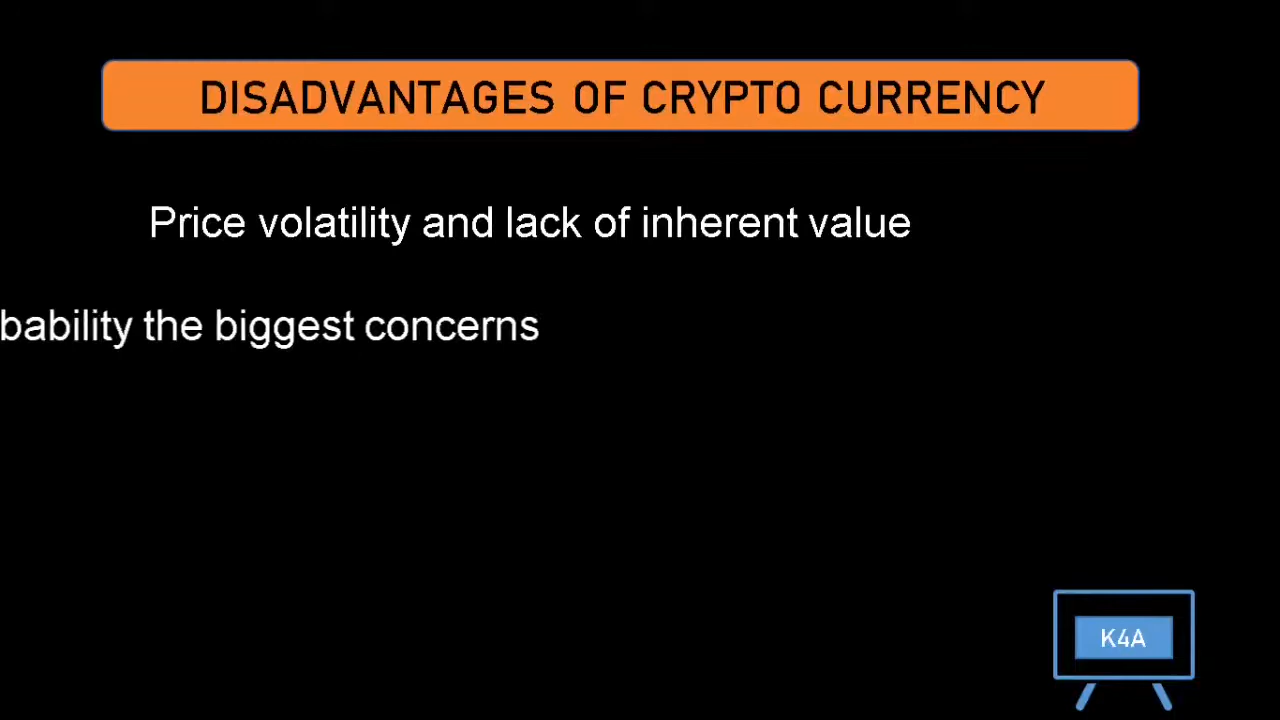 DISADVANTAGES OF CRYPTO CURRENCY
Price volatility and lack of inherent value
bability the biggest concerns
K4A